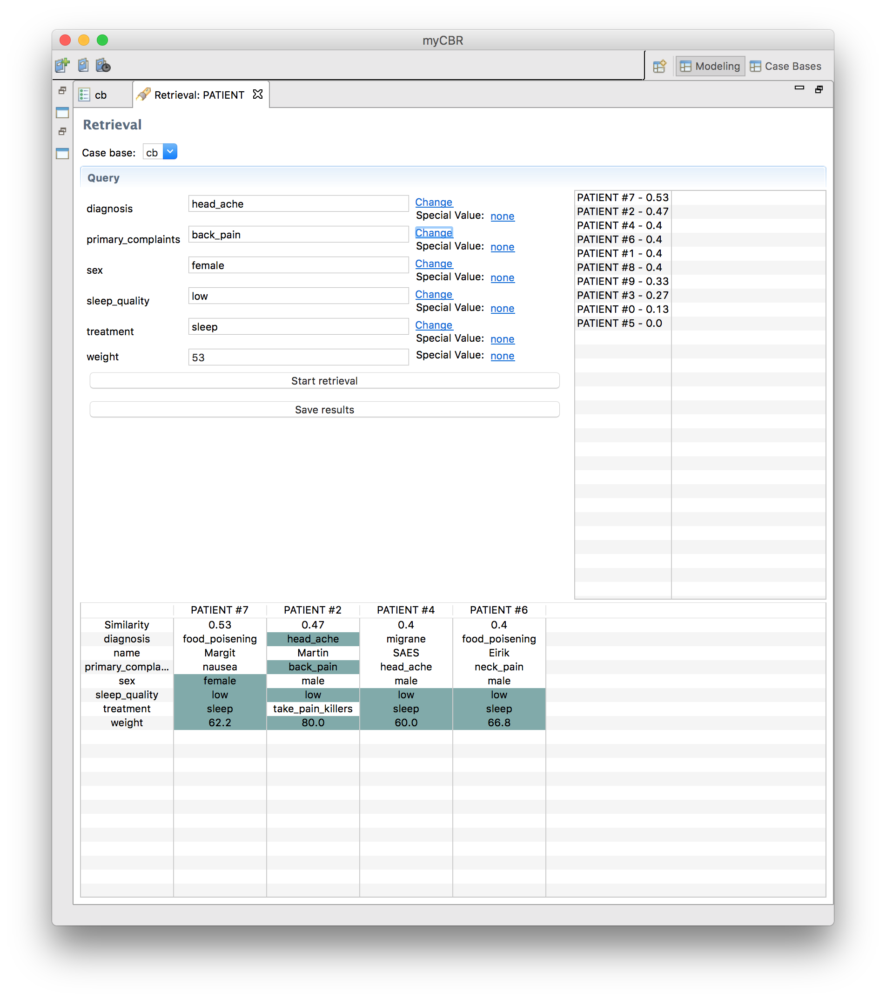 myCBR
Modeling Case Bases
cb Retrieval: PATIENT
Retrieval
Case base: cb
Query
diagnosis head_ache Change
Special Value: none
primary_complaints back_pain Change
Special Value: none
sex female Change
Special Value: none
sleep_quality low Change
Special Value: none
treatment sleep Change
Special Value: none
weight 53 Special Value: none
Start retrieval
Save results
PATIENT #7 - 0.53
PATIENT #2 - 0.47
PATIENT #4 - 0.4
PATIENT #6 - 0.4
PATIENT #1 - 0.4
PATIENT #8 - 0.4
PATIENT #9 - 0.33
PATIENT #3 - 0.27
PATIENT #0 - 0.13
PATIENT #5 - 0.0
PATIENT #7 PATIENT #2 PATIENT #4 PATIENT #6
Similarity 0.53 0.47 0.4 0.4
diagnosis food_poisening head_ache migrane food_poisening
name Margit Martin SAES Eirik
primary_compla... nausea back_pain head_ache neck_pain
sex female male male male
sleep_quality low low low low
treatment sleep take_pain_killers sleep sleep
weight 62.2 80.0 60.0 66.8